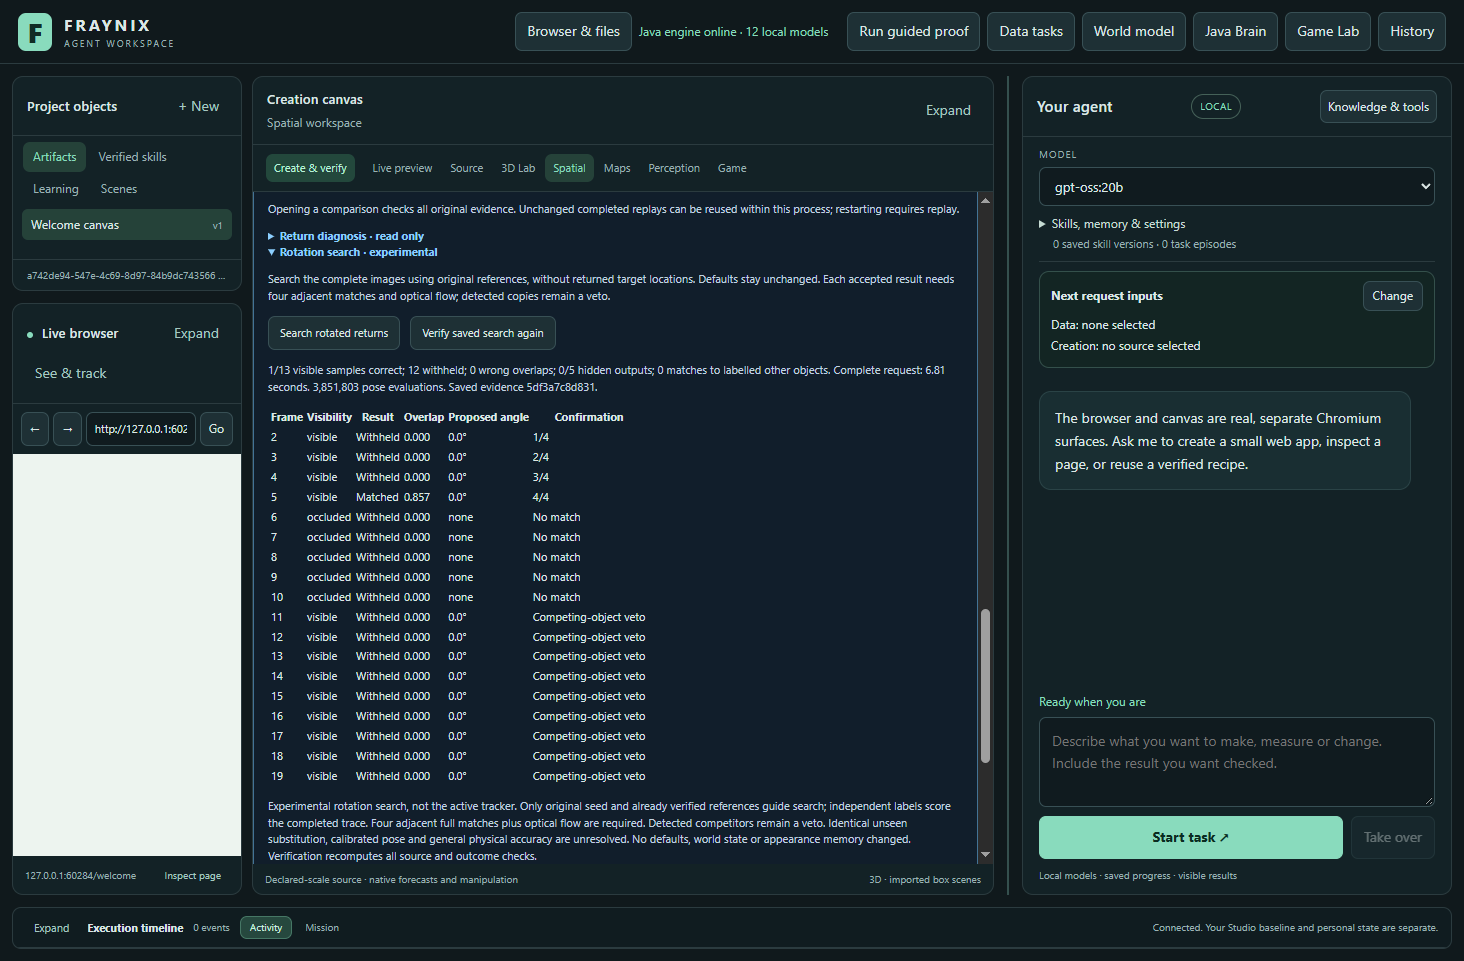 F
FRAYNIX
AGENT WORKSPACE
Browser & files
Java engine online · 12 local models
Run guided proof
Data tasks
World model
Java Brain
Game Lab
History
Project objects
+ New
Artifacts
Verified skills
Learning
Scenes
Welcome canvas
v1
a742de94-547e-4c69-8d97-84b9dc743566 ...
Live browser
Expand
See & track
←
→
http://127.0.0.1:602
Go
127.0.0.1:60284/welcome
Inspect page
Creation canvas
Spatial workspace
Expand
Create & verify
Live preview
Source
3D Lab
Spatial
Maps
Perception
Game
Opening a comparison checks all original evidence. Unchanged completed replays can be reused within this process; restarting requires replay.
▶ Return diagnosis · read only
▼ Rotation search · experimental
Search the complete images using original references, without returned target locations. Defaults stay unchanged. Each accepted result needs
four adjacent matches and optical flow; detected copies remain a veto.
Search rotated returns
Verify saved search again
1/13 visible samples correct; 12 withheld; 0 wrong overlaps; 0/5 hidden outputs; 0 matches to labelled other objects. Complete request: 6.81
seconds. 3,851,803 pose evaluations. Saved evidence 5df3a7c8d831.
Frame Visibility Result Overlap Proposed angle Confirmation
2 visible Withheld 0.000 0.0° 1/4
3 visible Withheld 0.000 0.0° 2/4
4 visible Withheld 0.000 0.0° 3/4
5 visible Matched 0.857 0.0° 4/4
6 occluded Withheld 0.000 none No match
7 occluded Withheld 0.000 none No match
8 occluded Withheld 0.000 none No match
9 occluded Withheld 0.000 none No match
10 occluded Withheld 0.000 none No match
11 visible Withheld 0.000 0.0° Competing-object veto
12 visible Withheld 0.000 0.0° Competing-object veto
13 visible Withheld 0.000 0.0° Competing-object veto
14 visible Withheld 0.000 0.0° Competing-object veto
15 visible Withheld 0.000 0.0° Competing-object veto
16 visible Withheld 0.000 0.0° Competing-object veto
17 visible Withheld 0.000 0.0° Competing-object veto
18 visible Withheld 0.000 0.0° Competing-object veto
19 visible Withheld 0.000 0.0° Competing-object veto
Experimental rotation search, not the active tracker. Only original seed and already verified references guide search; independent labels score
the completed trace. Four adjacent full matches plus optical flow are required. Detected competitors remain a veto. Identical unseen
substitution, calibrated pose and general physical accuracy are unresolved. No defaults, world state or appearance memory changed.
Verification recomputes all source and outcome checks.
Declared-scale source · native forecasts and manipulation
3D · imported box scenes
Your agent
LOCAL
Knowledge & tools
MODEL
gpt-oss:20b
▶ Skills, memory & settings
0 saved skill versions · 0 task episodes
Next request inputs
Change
Data: none selected
Creation: no source selected
The browser and canvas are real, separate Chromium
surfaces. Ask me to create a small web app, inspect a
page, or reuse a verified recipe.
Ready when you are
Describe what you want to make, measure or change.
Include the result you want checked.
Start task ↗
Take over
Local models · saved progress · visible results
Expand
Execution timeline
0 events
Activity
Mission
Connected. Your Studio baseline and personal state are separate.